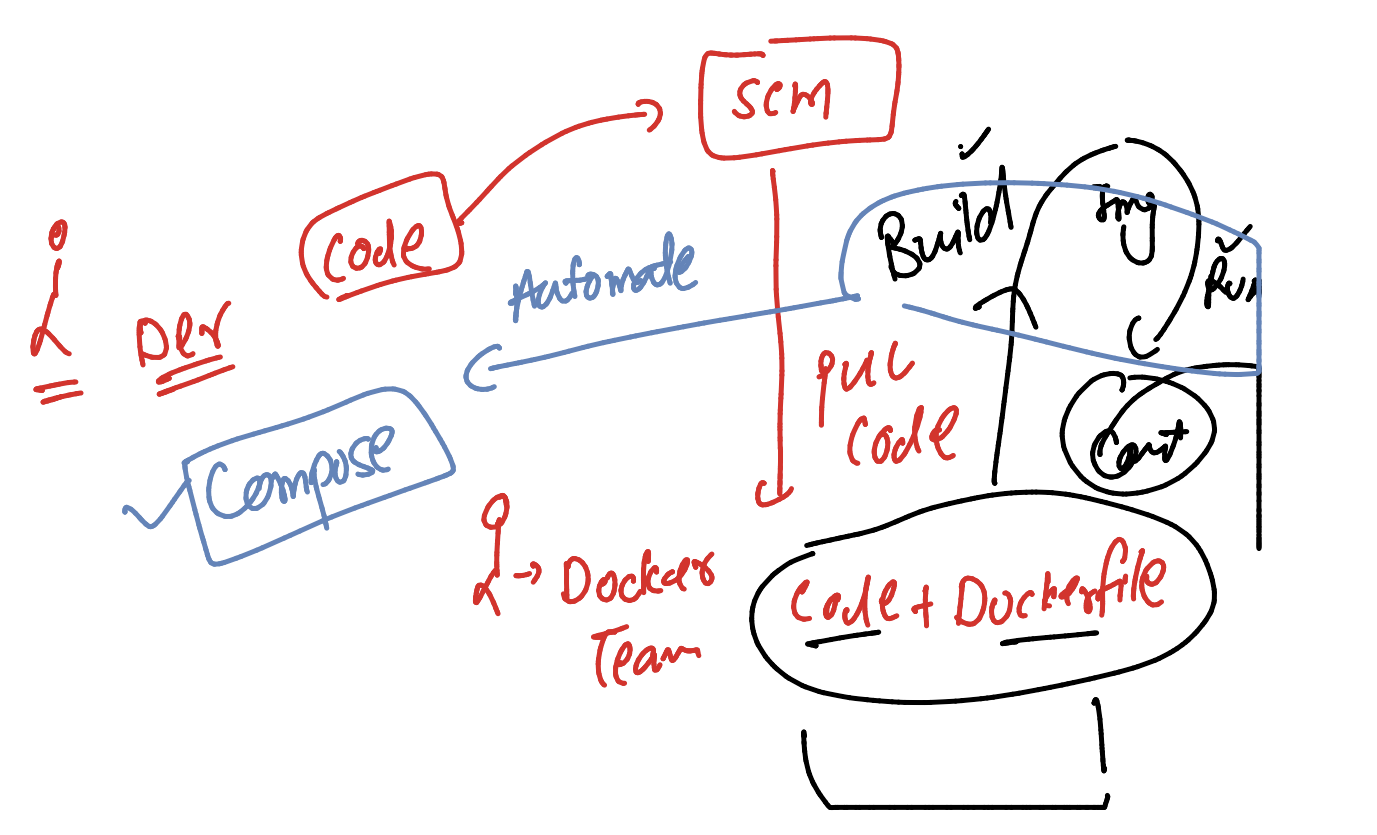 SCM
Code
Build
Img
Run
Automate
Dev
pull
Code
Compose
Cont
Docker
Team
Code + Dockerfile